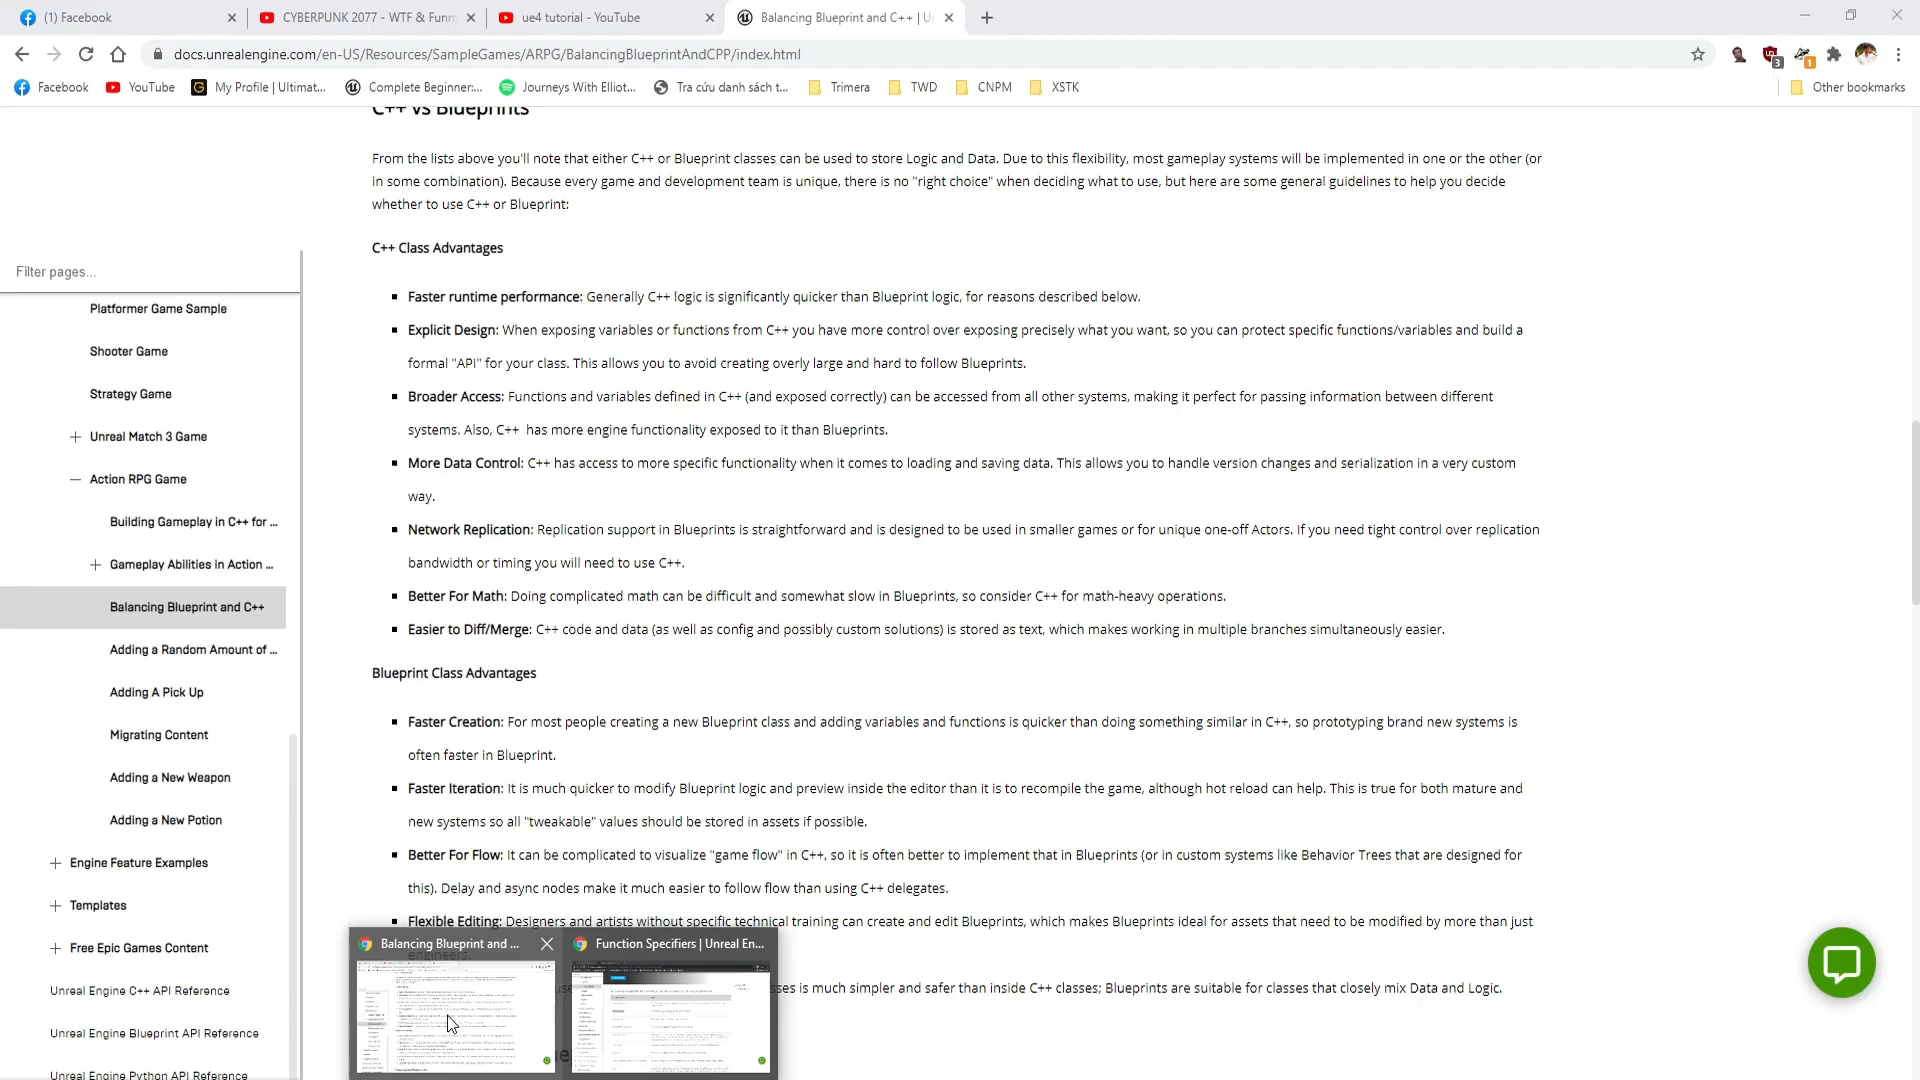 (1) Facebook
CYBERPUNK 2077 - WTF & Funn
ue4 tutorial - YouTube
Balancing Blueprint and C++ | U
docs.unrealengine.com/en-US/Resources/SampleGames/ARPG/BalancingBlueprintAndCPP/index.html
3
1
Facebook
YouTube
My Profile | Ultimat...
Complete Beginner:...
Journeys With Elliot...
Tra cứu danh sách t...
Trimera
TWD
CNPM
XSTK
Other bookmarks
C++ vs Blueprints
From the lists above you'll note that either C++ or Blueprint classes can be used to store Logic and Data. Due to this flexibility, most gameplay systems will be implemented in one or the other (or
in some combination). Because every game and development team is unique, there is no "right choice" when deciding what to use, but here are some general guidelines to help you decide
whether to use C++ or Blueprint:
C++ Class Advantages
Faster runtime performance: Generally C++ logic is significantly quicker than Blueprint logic, for reasons described below.
Explicit Design: When exposing variables or functions from C++ you have more control over exposing precisely what you want, so you can protect specific functions/variables and build a
formal "API" for your class. This allows you to avoid creating overly large and hard to follow Blueprints.
Broader Access: Functions and variables defined in C++ (and exposed correctly) can be accessed from all other systems, making it perfect for passing information between different
systems. Also, C++ has more engine functionality exposed to it than Blueprints.
More Data Control: C++ has access to more specific functionality when it comes to loading and saving data. This allows you to handle version changes and serialization in a very custom
way.
Network Replication: Replication support in Blueprints is straightforward and is designed to be used in smaller games or for unique one-off Actors. If you need tight control over replication
bandwidth or timing you will need to use C++.
Better For Math: Doing complicated math can be difficult and somewhat slow in Blueprints, so consider C++ for math-heavy operations.
Easier to Diff/Merge: C++ code and data (as well as config and possibly custom solutions) is stored as text, which makes working in multiple branches simultaneously easier.
Blueprint Class Advantages
Faster Creation: For most people creating a new Blueprint class and adding variables and functions is quicker than doing something similar in C++, so prototyping brand new systems is
often faster in Blueprint.
Faster Iteration: It is much quicker to modify Blueprint logic and preview inside the editor than it is to recompile the game, although hot reload can help. This is true for both mature and
new systems so all "tweakable" values should be stored in assets if possible.
Better For Flow: It can be complicated to visualize "game flow" in C++, so it is often better to implement that in Blueprints (or in custom systems like Behavior Trees that are designed for
this). Delay and async nodes make it much easier to follow flow than using C++ delegates.
Flexible Editing: Designers and artists without specific technical training can create and edit Blueprints, which makes Blueprints ideal for assets that need to be modified by more than just
engineers.
is much simpler and safer than inside C++ classes; Blueprints are suitable for classes that closely mix Data and Logic.
Filter pages...
Platformer Game Sample
Shooter Game
Strategy Game
Unreal Match 3 Game
Action RPG Game
Building Gameplay in C++ for ...
Gameplay Abilities in Action ...
Balancing Blueprint and C++
Adding a Random Amount of ...
Adding A Pick Up
Migrating Content
Adding a New Weapon
Adding a New Potion
Engine Feature Examples
Templates
Free Epic Games Content
Unreal Engine C++ API Reference
Unreal Engine Blueprint API Reference
Unreal Engine Python API Reference
Balancing Blueprint and ...
Function Specifiers | Unreal En...